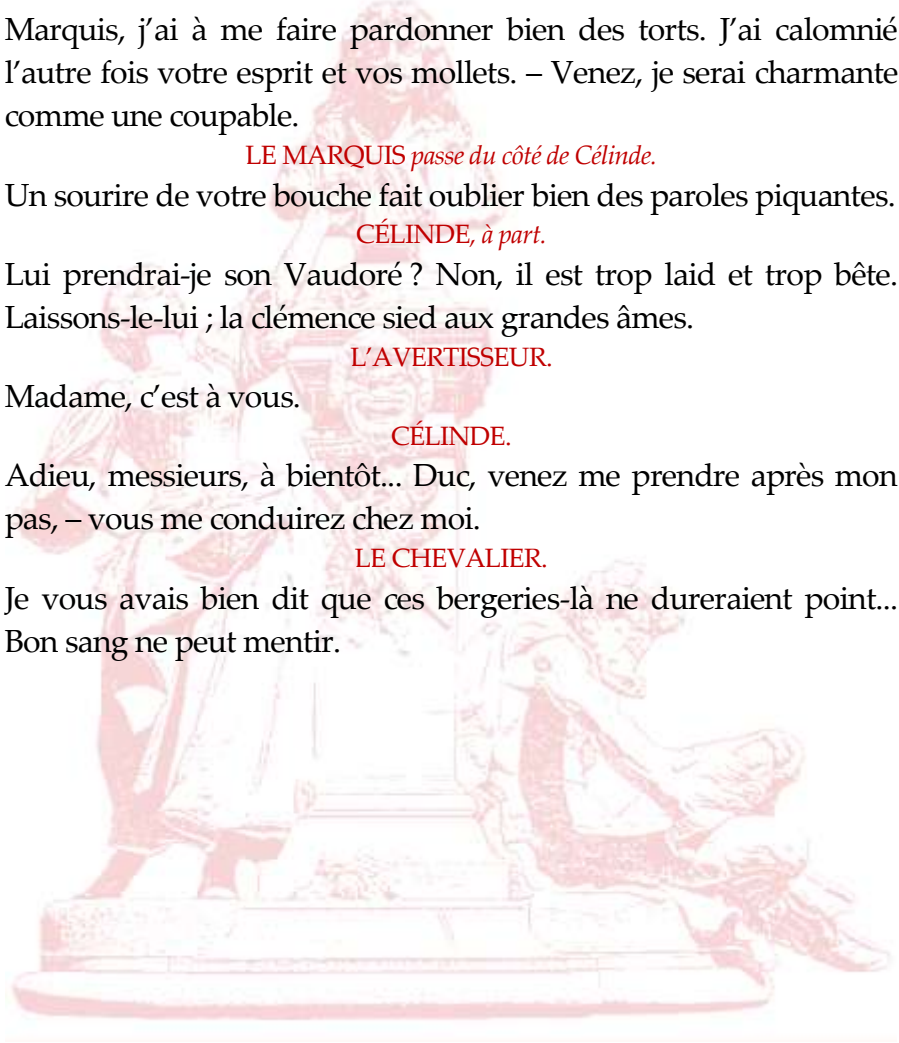 Marquis, j’ai à me faire pardonner bien des torts. J’ai calomnié
l’autre fois votre esprit et vos mollets. – Venez, je serai charmante
comme une coupable.
LE MARQUIS passe du côté de Célinde.
Un sourire de votre bouche fait oublier bien des paroles piquantes.
CÉLINDE, à part.
Lui prendrai-je son Vaudoré ? Non, il est trop laid et trop bête.
Laissons-le-lui ; la clémence sied aux grandes âmes.
L’AVERTISSEUR.
Madame, c’est à vous.
CÉLINDE.
Adieu, messieurs, à bientôt... Duc, venez me prendre après mon
pas, – vous me conduirez chez moi.
LE CHEVALIER.
Je vous avais bien dit que ces bergeries-là ne dureraient point...
Bon sang ne peut mentir.